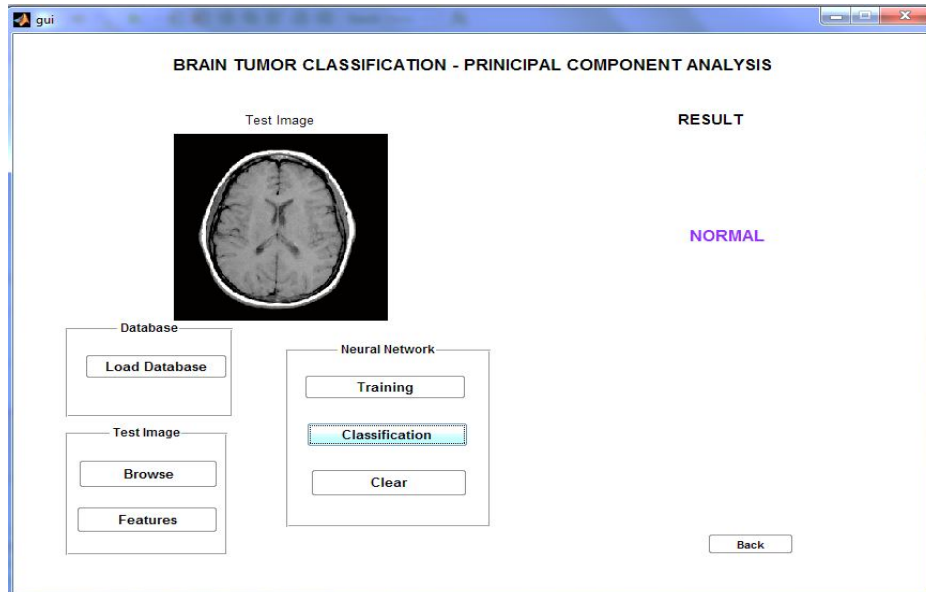 gui
BRAIN TUMOR CLASSIFICATION - PRINICIPAL COMPONENT ANALYSIS
Test Image
RESULT
NORMAL
Database
Load Database
Test Image
Browse
Features
Neural Network
Training
Classification
Clear
Back